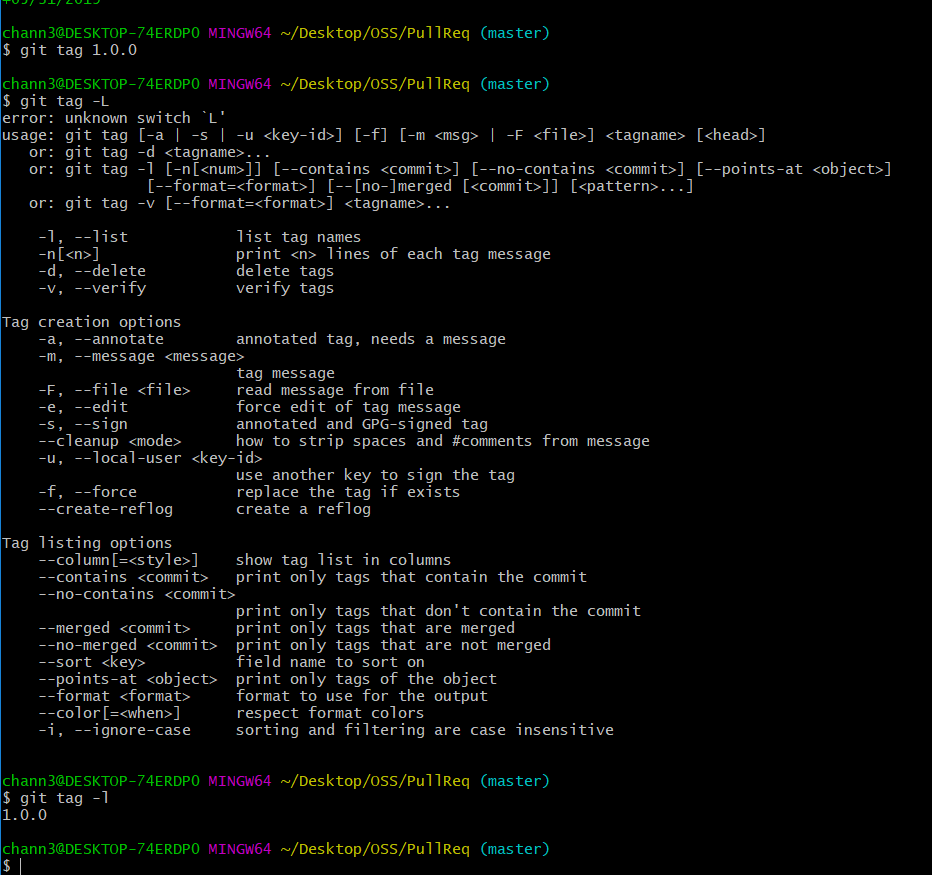 +05/31/2019
chann3@DESKTOP-74ERDPO MINGW64 ~/Desktop/OSS/PullReq (master)
$ git tag 1.0.0
chann3@DESKTOP-74ERDPO MINGW64 ~/Desktop/OSS/PullReq (master)
$ git tag -L
error: unknown switch `L'
usage: git tag [-a | -s | -u <key-id>] [-f] [-m <msg> | -F <file>] <tagname> [<head>]
   or: git tag -d <tagname>...
   or: git tag -l [-n[<num>]] [--contains <commit>] [--no-contains <commit>] [--points-at <object>]
                [--format=<format>] [--[no-]merged [<commit>]] [<pattern>...]
   or: git tag -v [--format=<format>] <tagname>...
    -l, --list            list tag names
    -n[<n>]               print <n> lines of each tag message
    -d, --delete          delete tags
    -v, --verify          verify tags
Tag creation options
    -a, --annotate        annotated tag, needs a message
    -m, --message <message>
                          tag message
    -F, --file <file>     read message from file
    -e, --edit            force edit of tag message
    -s, --sign            annotated and GPG-signed tag
    --cleanup <mode>      how to strip spaces and #comments from message
    -u, --local-user <key-id>
                          use another key to sign the tag
    -f, --force           replace the tag if exists
    --create-reflog       create a reflog
Tag listing options
    --column[=<style>]    show tag list in columns
    --contains <commit>   print only tags that contain the commit
    --no-contains <commit>
                          print only tags that don't contain the commit
    --merged <commit>     print only tags that are merged
    --no-merged <commit>  print only tags that are not merged
    --sort <key>          field name to sort on
    --points-at <object>  print only tags of the object
    --format <format>     format to use for the output
    --color[=<when>]      respect format colors
    -i, --ignore-case     sorting and filtering are case insensitive
chann3@DESKTOP-74ERDPO MINGW64 ~/Desktop/OSS/PullReq (master)
$ git tag -l
1.0.0
chann3@DESKTOP-74ERDPO MINGW64 ~/Desktop/OSS/PullReq (master)
$